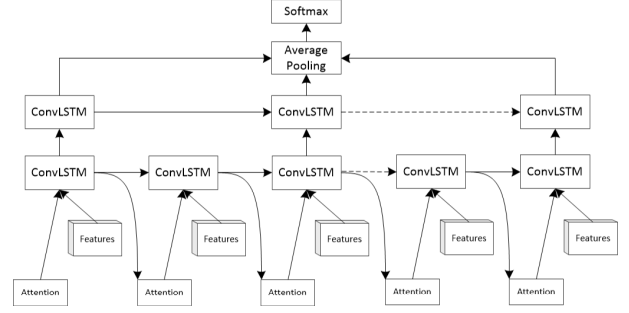 Softmax
Average
Pooling
ConvLSTM
ConvLSTM
ConvLSTM
ConvLSTM
ConvLSTM
ConvLSTM
ConvLSTM
ConvLSTM
Features
Features
Features
Features
Features
Attention
Attention
Attention
Attention
Attention